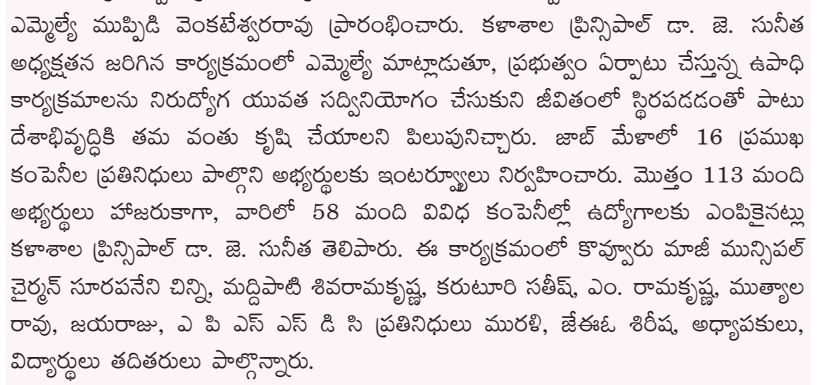 ఎమ్మెల్యే ముప్పిడి వెంకటేశ్వరరావు ప్రారంభించారు. కళాశాల ప్రిన్సిపాల్ డా. జె. సునీత
అధ్యక్షతన జరిగిన కార్యక్రమంలో ఎమ్మెల్యే మాట్లాడుతూ, ప్రభుత్వం ఏర్పాటు చేస్తున్న ఉపాధి
కార్యక్రమాలను నిరుద్యోగ యువత సద్వినియోగం చేసుకుని జీవితంలో స్థిరపడడంతో పాటు
దేశాభివృద్ధికి తమ వంతు కృషి చేయాలని పిలుపునిచ్చారు. జాబ్ మేళాలో 16 ప్రముఖ
కంపెనీల ప్రతినిధులు పాల్గొని అభ్యర్థులకు ఇంటర్వ్యూలు నిర్వహించారు. మొత్తం 113 మంది
అభ్యర్థులు హాజరుకాగా, వారిలో 58 మంది వివిధ కంపెనీల్లో ఉద్యోగాలకు ఎంపికైనట్లు
కళాశాల ప్రిన్సిపాల్ డా. జె. సునీత తెలిపారు. ఈ కార్యక్రమంలో కొవ్వూరు మాజీ మున్సిపల్
చైర్మన్ సూరపనేని చిన్ని, మద్దిపాటి శివరామకృష్ణ, కరుటూరి సతీష్, ఎం. రామకృష్ణ, ముత్యాల
రావు, జయరాజు, ఎ పి ఎస్ ఎస్ డి సి ప్రతినిధులు మురళి, జేఈఓ శిరీష, అధ్యాపకులు,
విద్యార్థులు తదితరులు పాల్గొన్నారు.